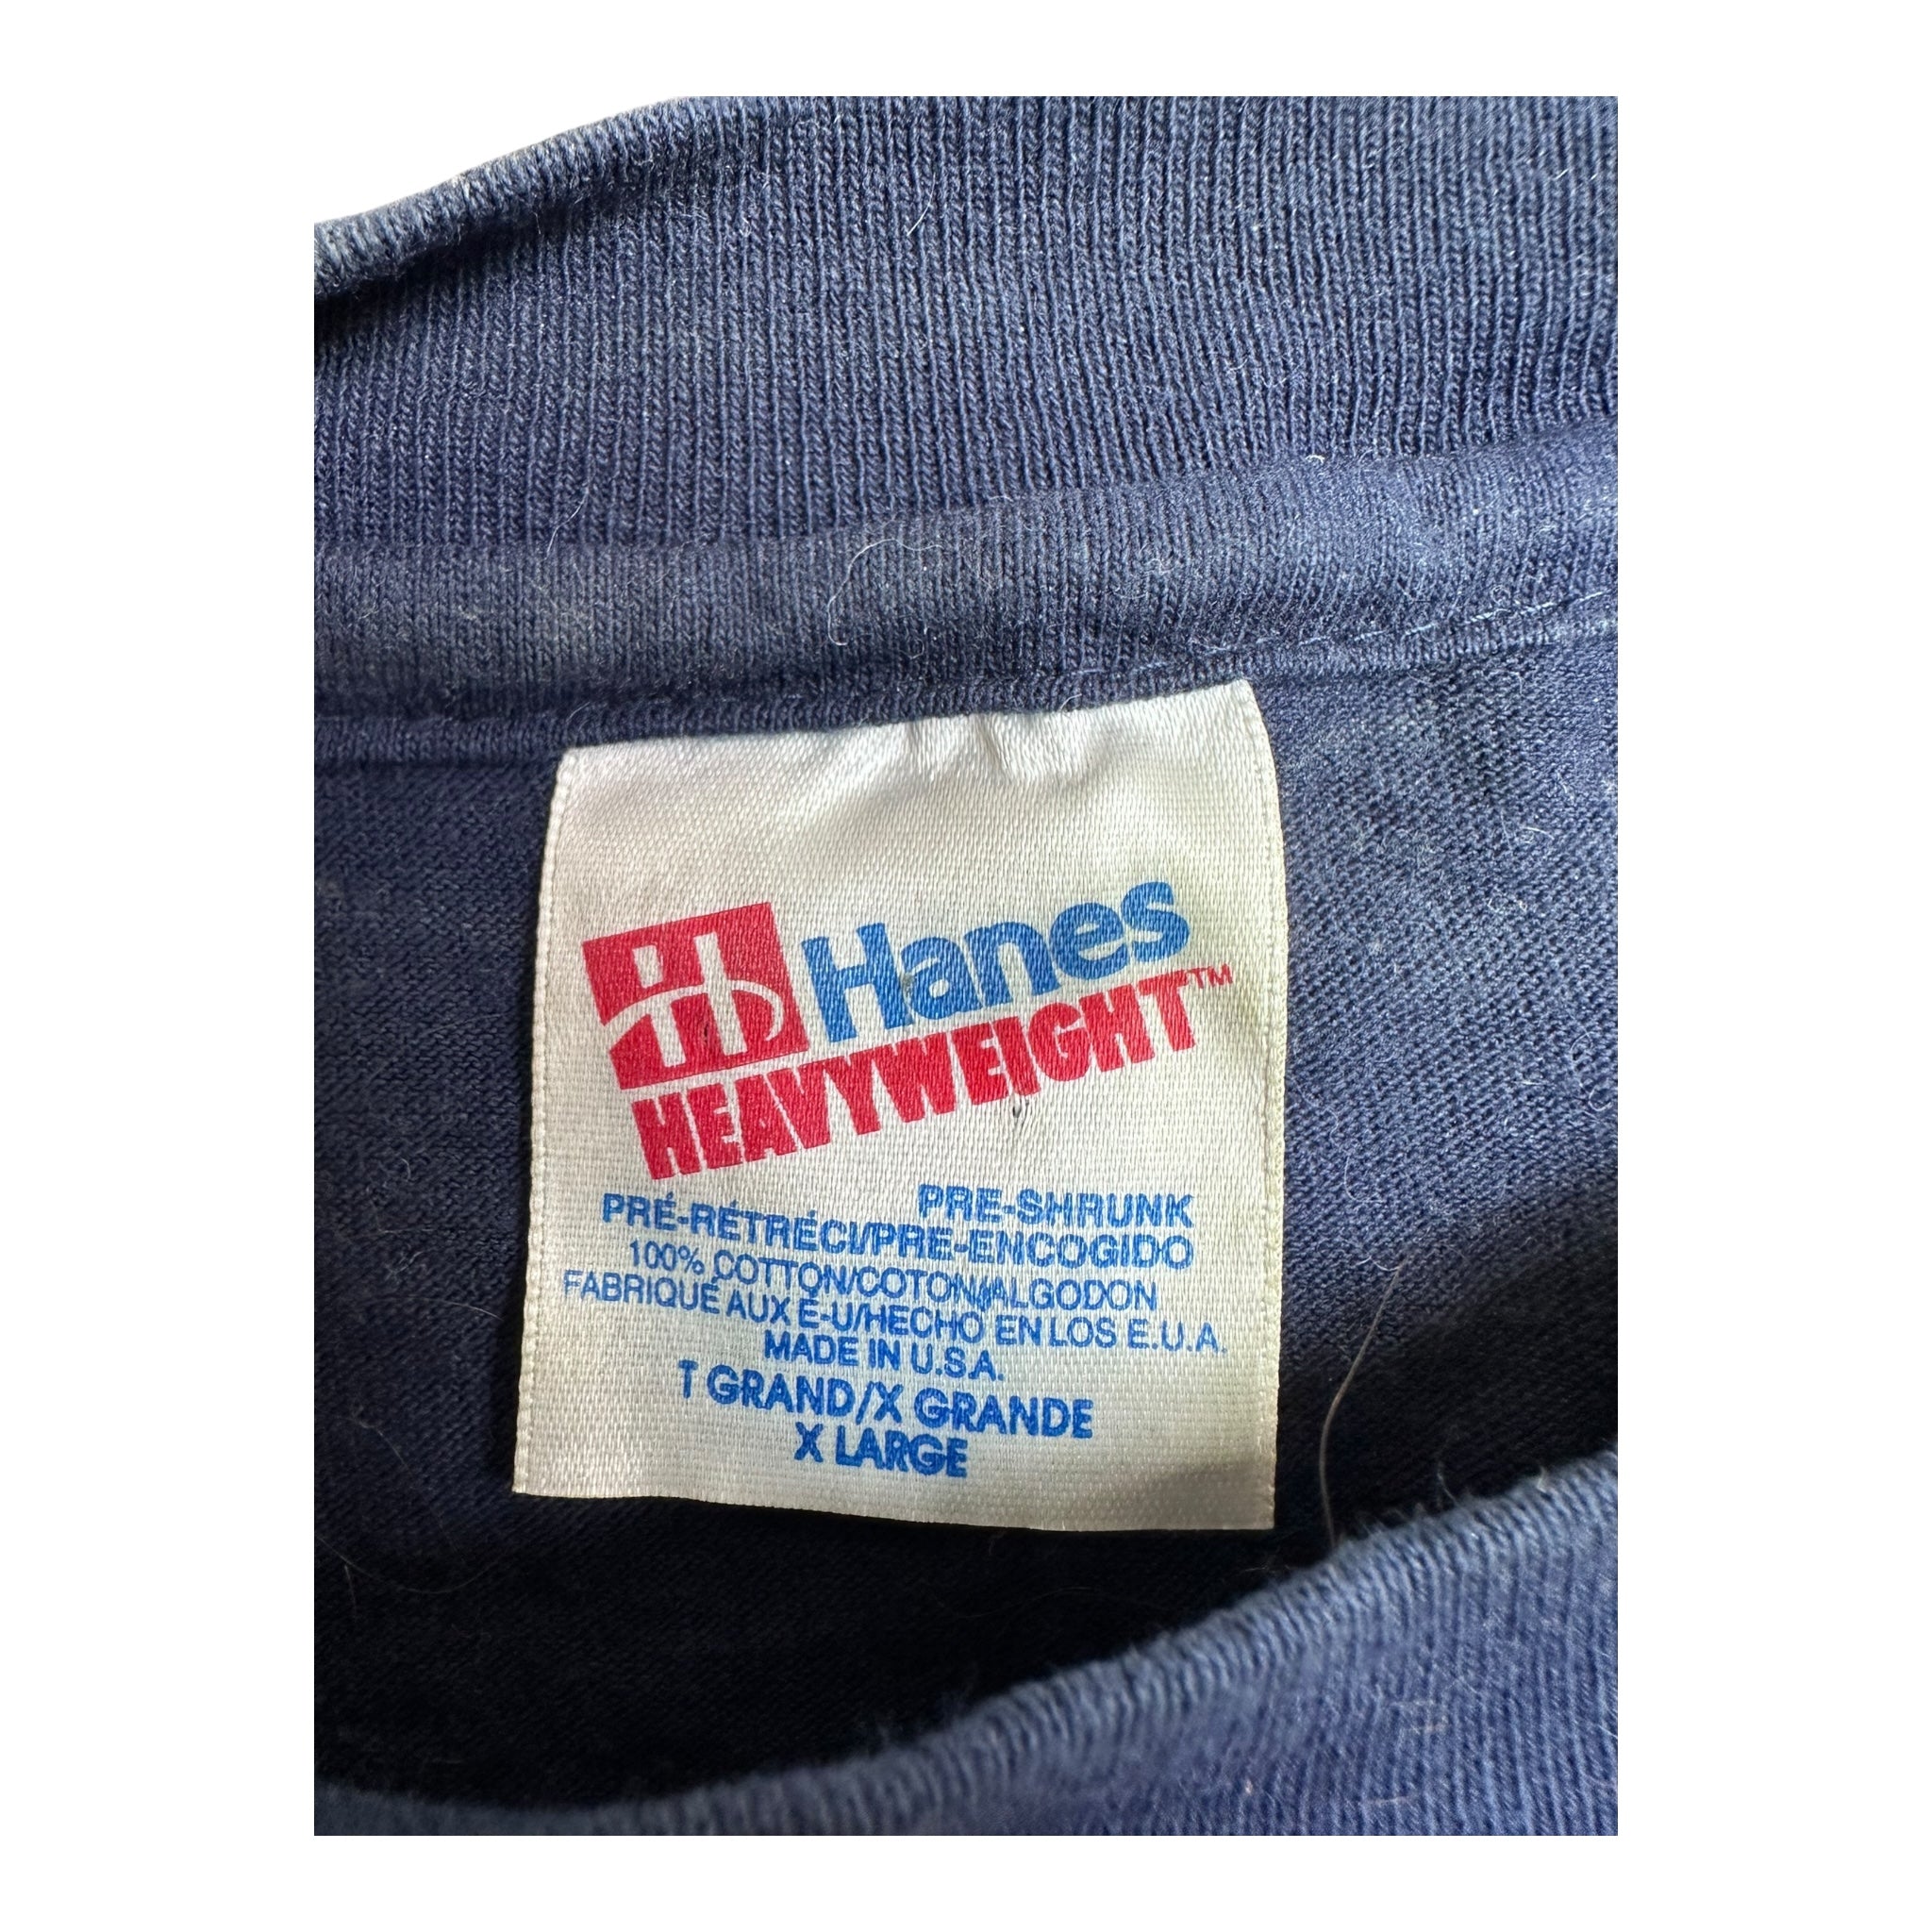 Hanes
HEAVYWEIGHT™
PRE-SHRUNK
PRÉ-RÉTRÉCI/PRE-ENCOGIDO
100% COTTON/COTON/ALGODON
FABRIQUÉ AUX É-U/HECHO EN LOS E.U.A.
MADE IN U.S.A.
T GRAND/X GRANDE
X LARGE